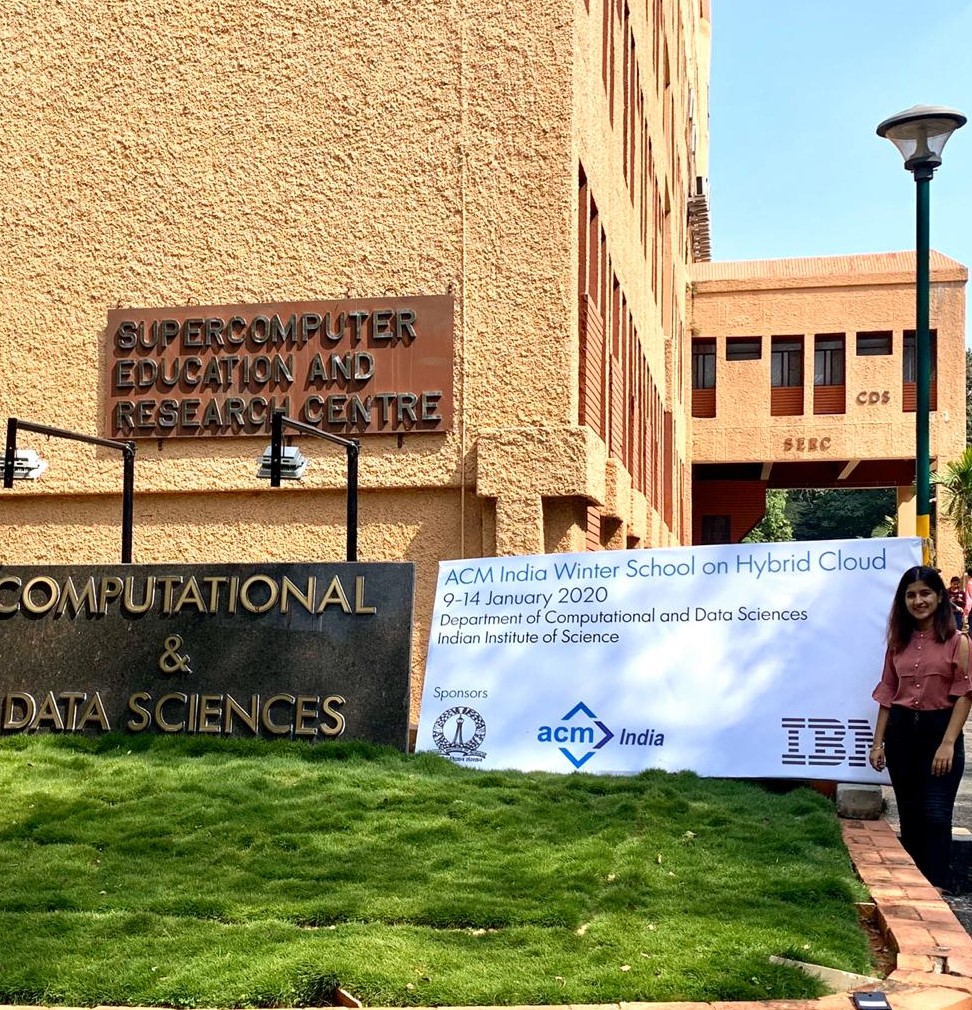 SUPERCOMPUTER
EDUCATION AND
RESEARCH CENTRE
CDS
SERC
COMPUTATIONAL
&
DATA SCIENCES
ACM India Winter School on Hybrid Cloud
9-14 January 2020
Department of Computational and Data Sciences
Indian Institute of Science
Sponsors
acm India
IBM